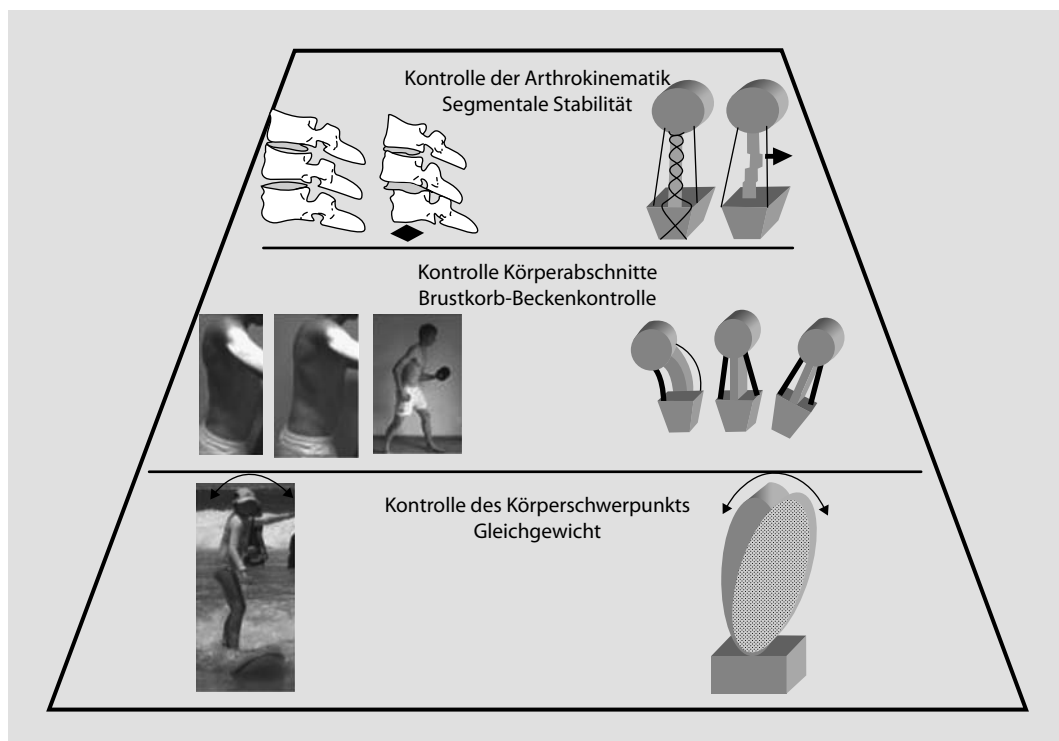 Kontrolle der Arthrokinematik
Segmentale Stabilität
Kontrolle Körperabschnitte
Brustkorb-Beckenkontrolle
Kontrolle des Körperschwerpunkts
Gleichgewicht